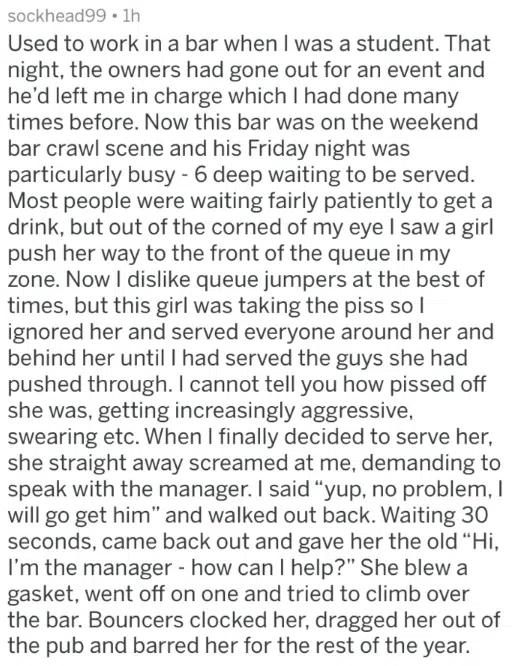 sockhead99 • 1h
Used to work in a bar when I was a student. That
night, the owners had gone out for an event and
he'd left me in charge which I had done many
times before. Now this bar was on the weekend
bar crawl scene and his Friday night was
particularly busy - 6 deep waiting to be served.
Most people were waiting fairly patiently to get a
drink, but out of the corned of my eye I saw a girl
push her way to the front of the queue in my
zone. Now I dislike queue jumpers at the best of
times, but this girl was taking the piss so I
ignored her and served everyone around her and
behind her until I had served the guys she had
pushed through. I cannot tell you how pissed off
she was, getting increasingly aggressive,
swearing etc. When I finally decided to serve her,
she straight away screamed at me, demanding to
speak with the manager. I said “yup, no problem, I
will go get him” and walked out back. Waiting 30
seconds, came back out and gave her the old “Hi,
I'm the manager - how can I help?” She blew a
gasket, went off on one and tried to climb over
the bar. Bouncers clocked her, dragged her out of
the pub and barred her for the rest of the year.